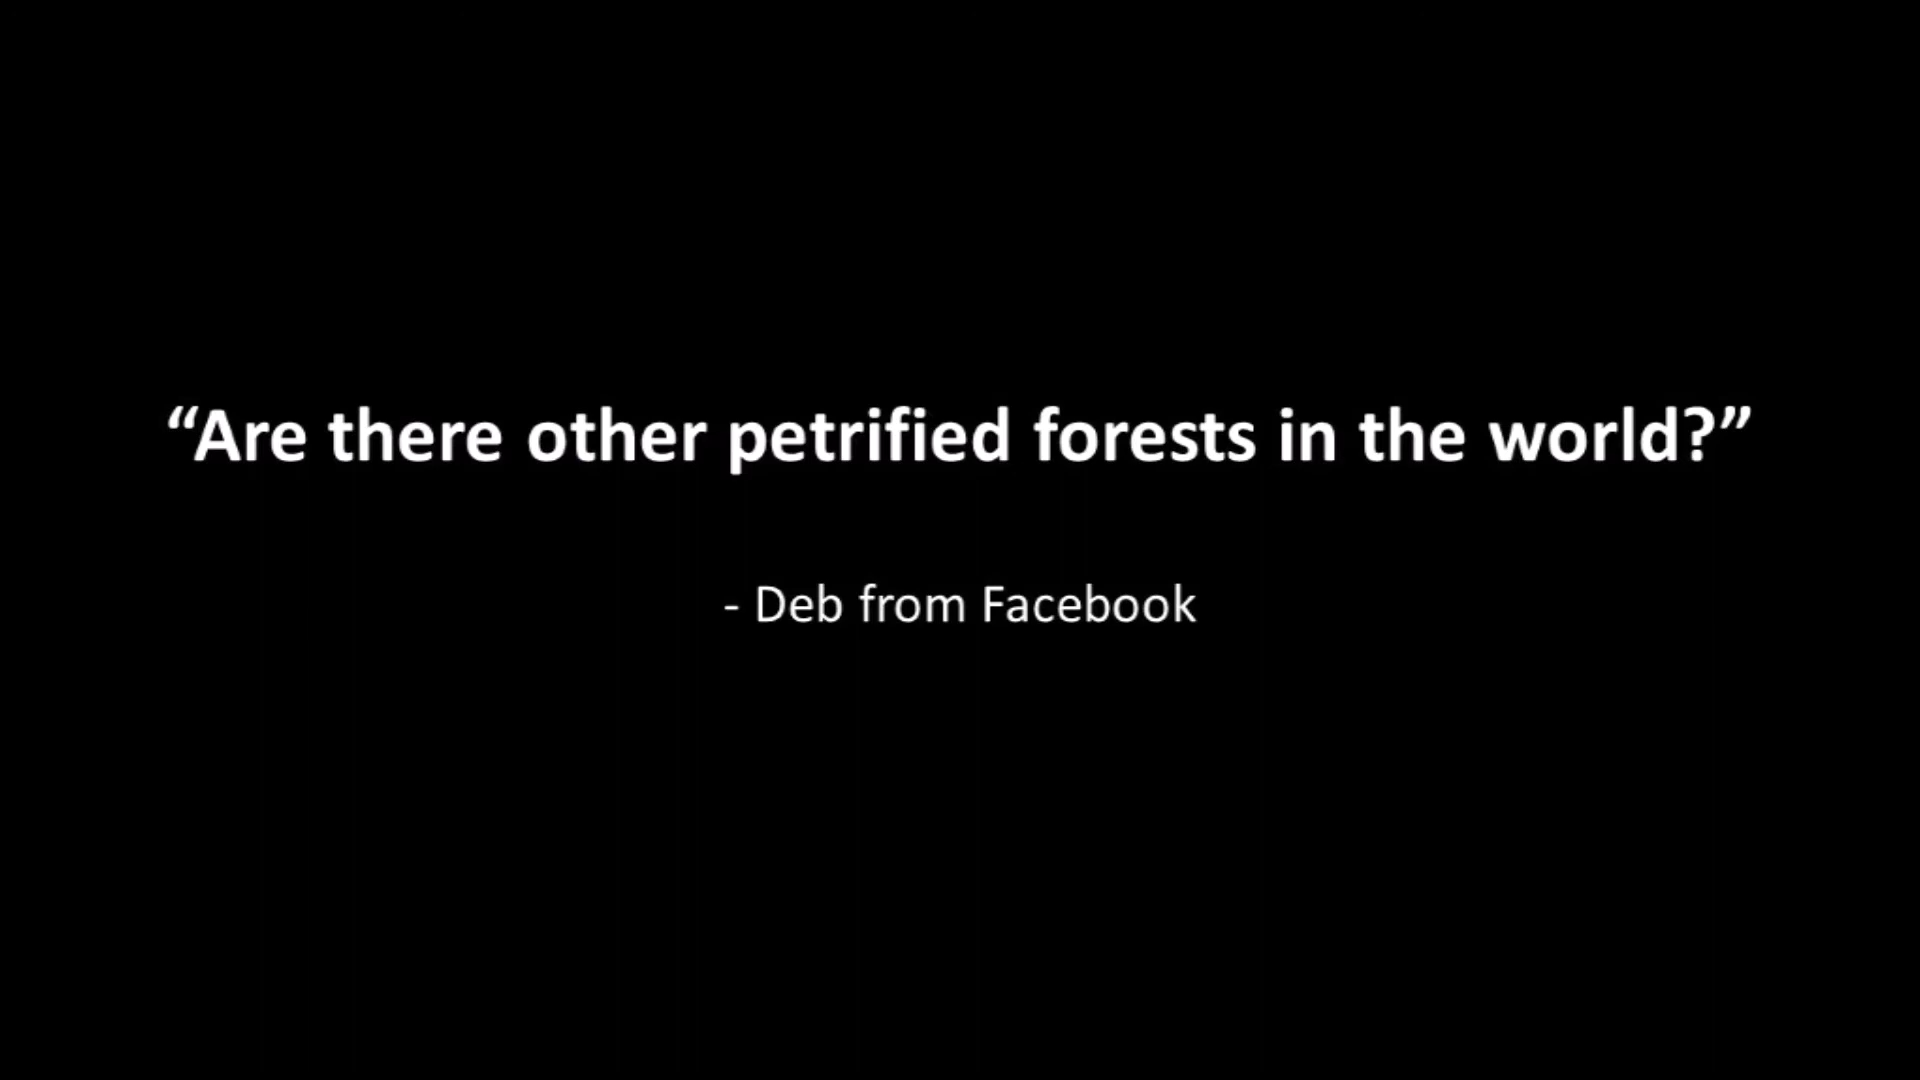 “Are there other petrified forests in the world?”
- Deb from Facebook